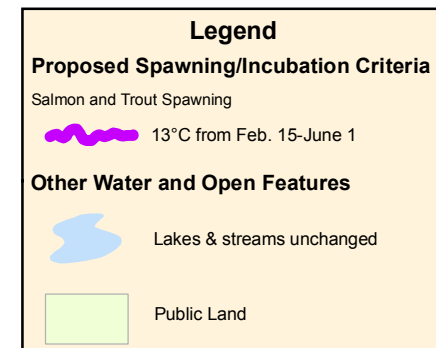 Legend
Proposed Spawning/Incubation Criteria
Salmon and Trout Spawning
13°C from Feb. 15-June 1
Other Water and Open Features
Lakes & streams unchanged
Public Land